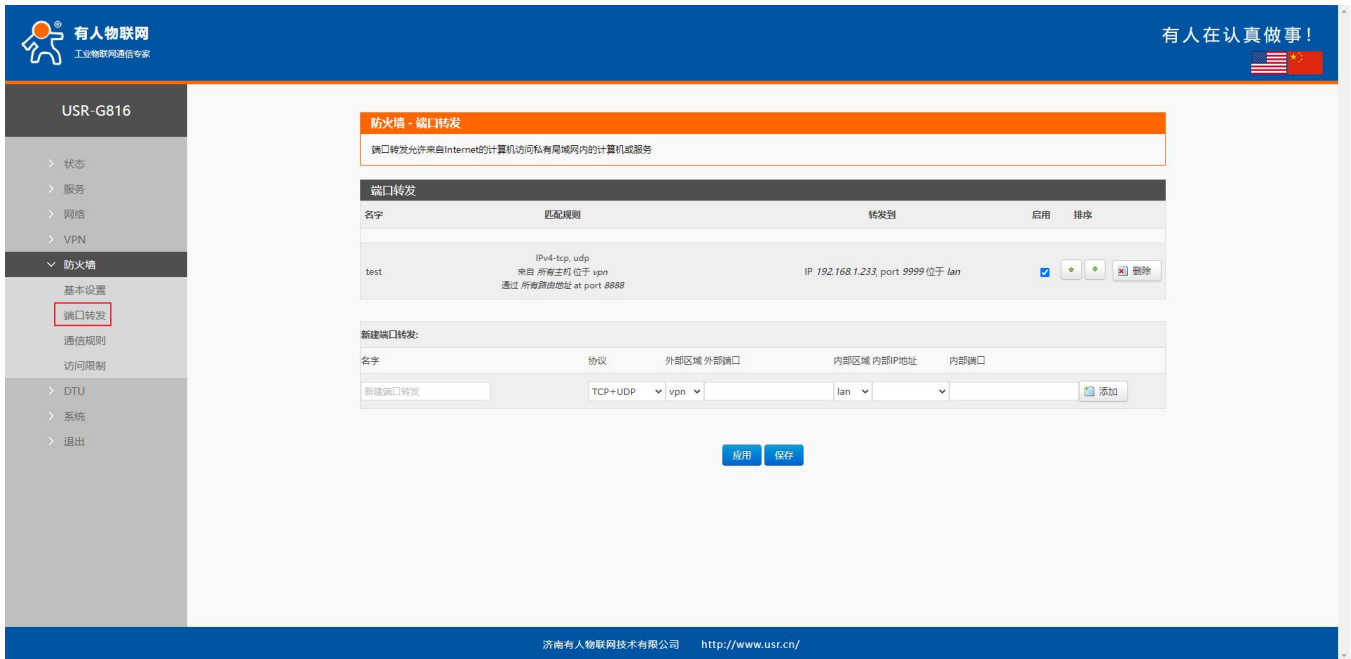 有人物联网
®
工业物联网通信专家
有人在认真做事！
USR-G816
状态
服务
网络
VPN
防火墙
基本设置
端口转发
通信规则
访问限制
DTU
系统
退出
防火墙 - 端口转发
端口转发允许来自Internet的计算机访问私有局域网内的计算机或服务
端口转发
名字 匹配规则 转发到 启用 排序
test
IPv4-tcp, udp
来自 所有主机 位于 vpn
通过 所有路由地址 at port 8888
IP 192.168.1.233, port 9999 位于 lan
删除
新建端口转发:
名字 协议 外部区域 外部端口 内部区域 内部IP地址 内部端口
新建端口转发 TCP+UDP vpn lan 添加
应用 保存
济南有人物联网技术有限公司 http://www.usr.cn/